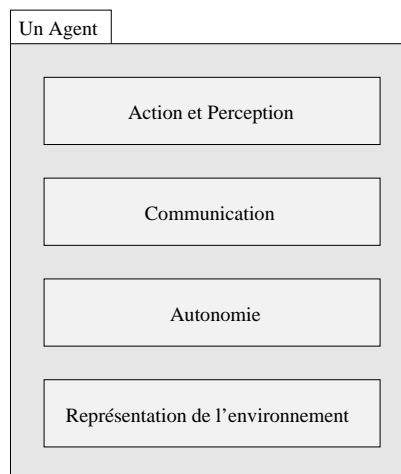 Un Agent
Action et Perception
Communication
Autonomie
Représentation de l'environnement